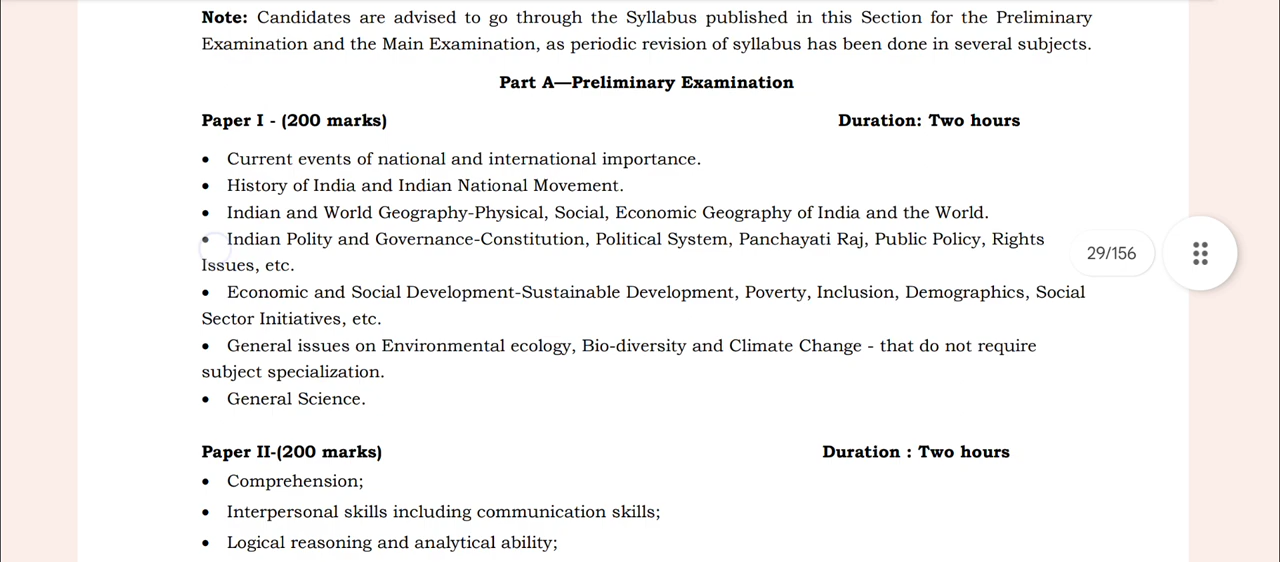 Note: Candidates are advised to go through the Syllabus published in this Section for the Preliminary
Examination and the Main Examination, as periodic revision of syllabus has been done in several subjects.
Part A—Preliminary Examination
Paper I - (200 marks) Duration: Two hours
• Current events of national and international importance.
• History of India and Indian National Movement.
• Indian and World Geography-Physical, Social, Economic Geography of India and the World.
• Indian Polity and Governance-Constitution, Political System, Panchayati Raj, Public Policy, Rights
Issues, etc.
29/156
• Economic and Social Development-Sustainable Development, Poverty, Inclusion, Demographics, Social
Sector Initiatives, etc.
• General issues on Environmental ecology, Bio-diversity and Climate Change - that do not require
subject specialization.
• General Science.
Paper II-(200 marks) Duration : Two hours
• Comprehension;
• Interpersonal skills including communication skills;
• Logical reasoning and analytical ability;